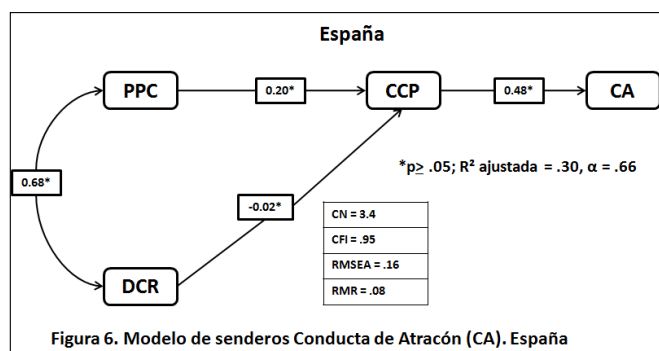 España
PPC
0.20*
CCP
0.48*
CA
0.68*
*p≥ .05; R² ajustada = .30, α = .66
-0.02*
CN = 3.4
CFI = .95
RMSEA = .16
RMR = .08
DCR
Figura 6. Modelo de senderos Conducta de Atracón (CA). España